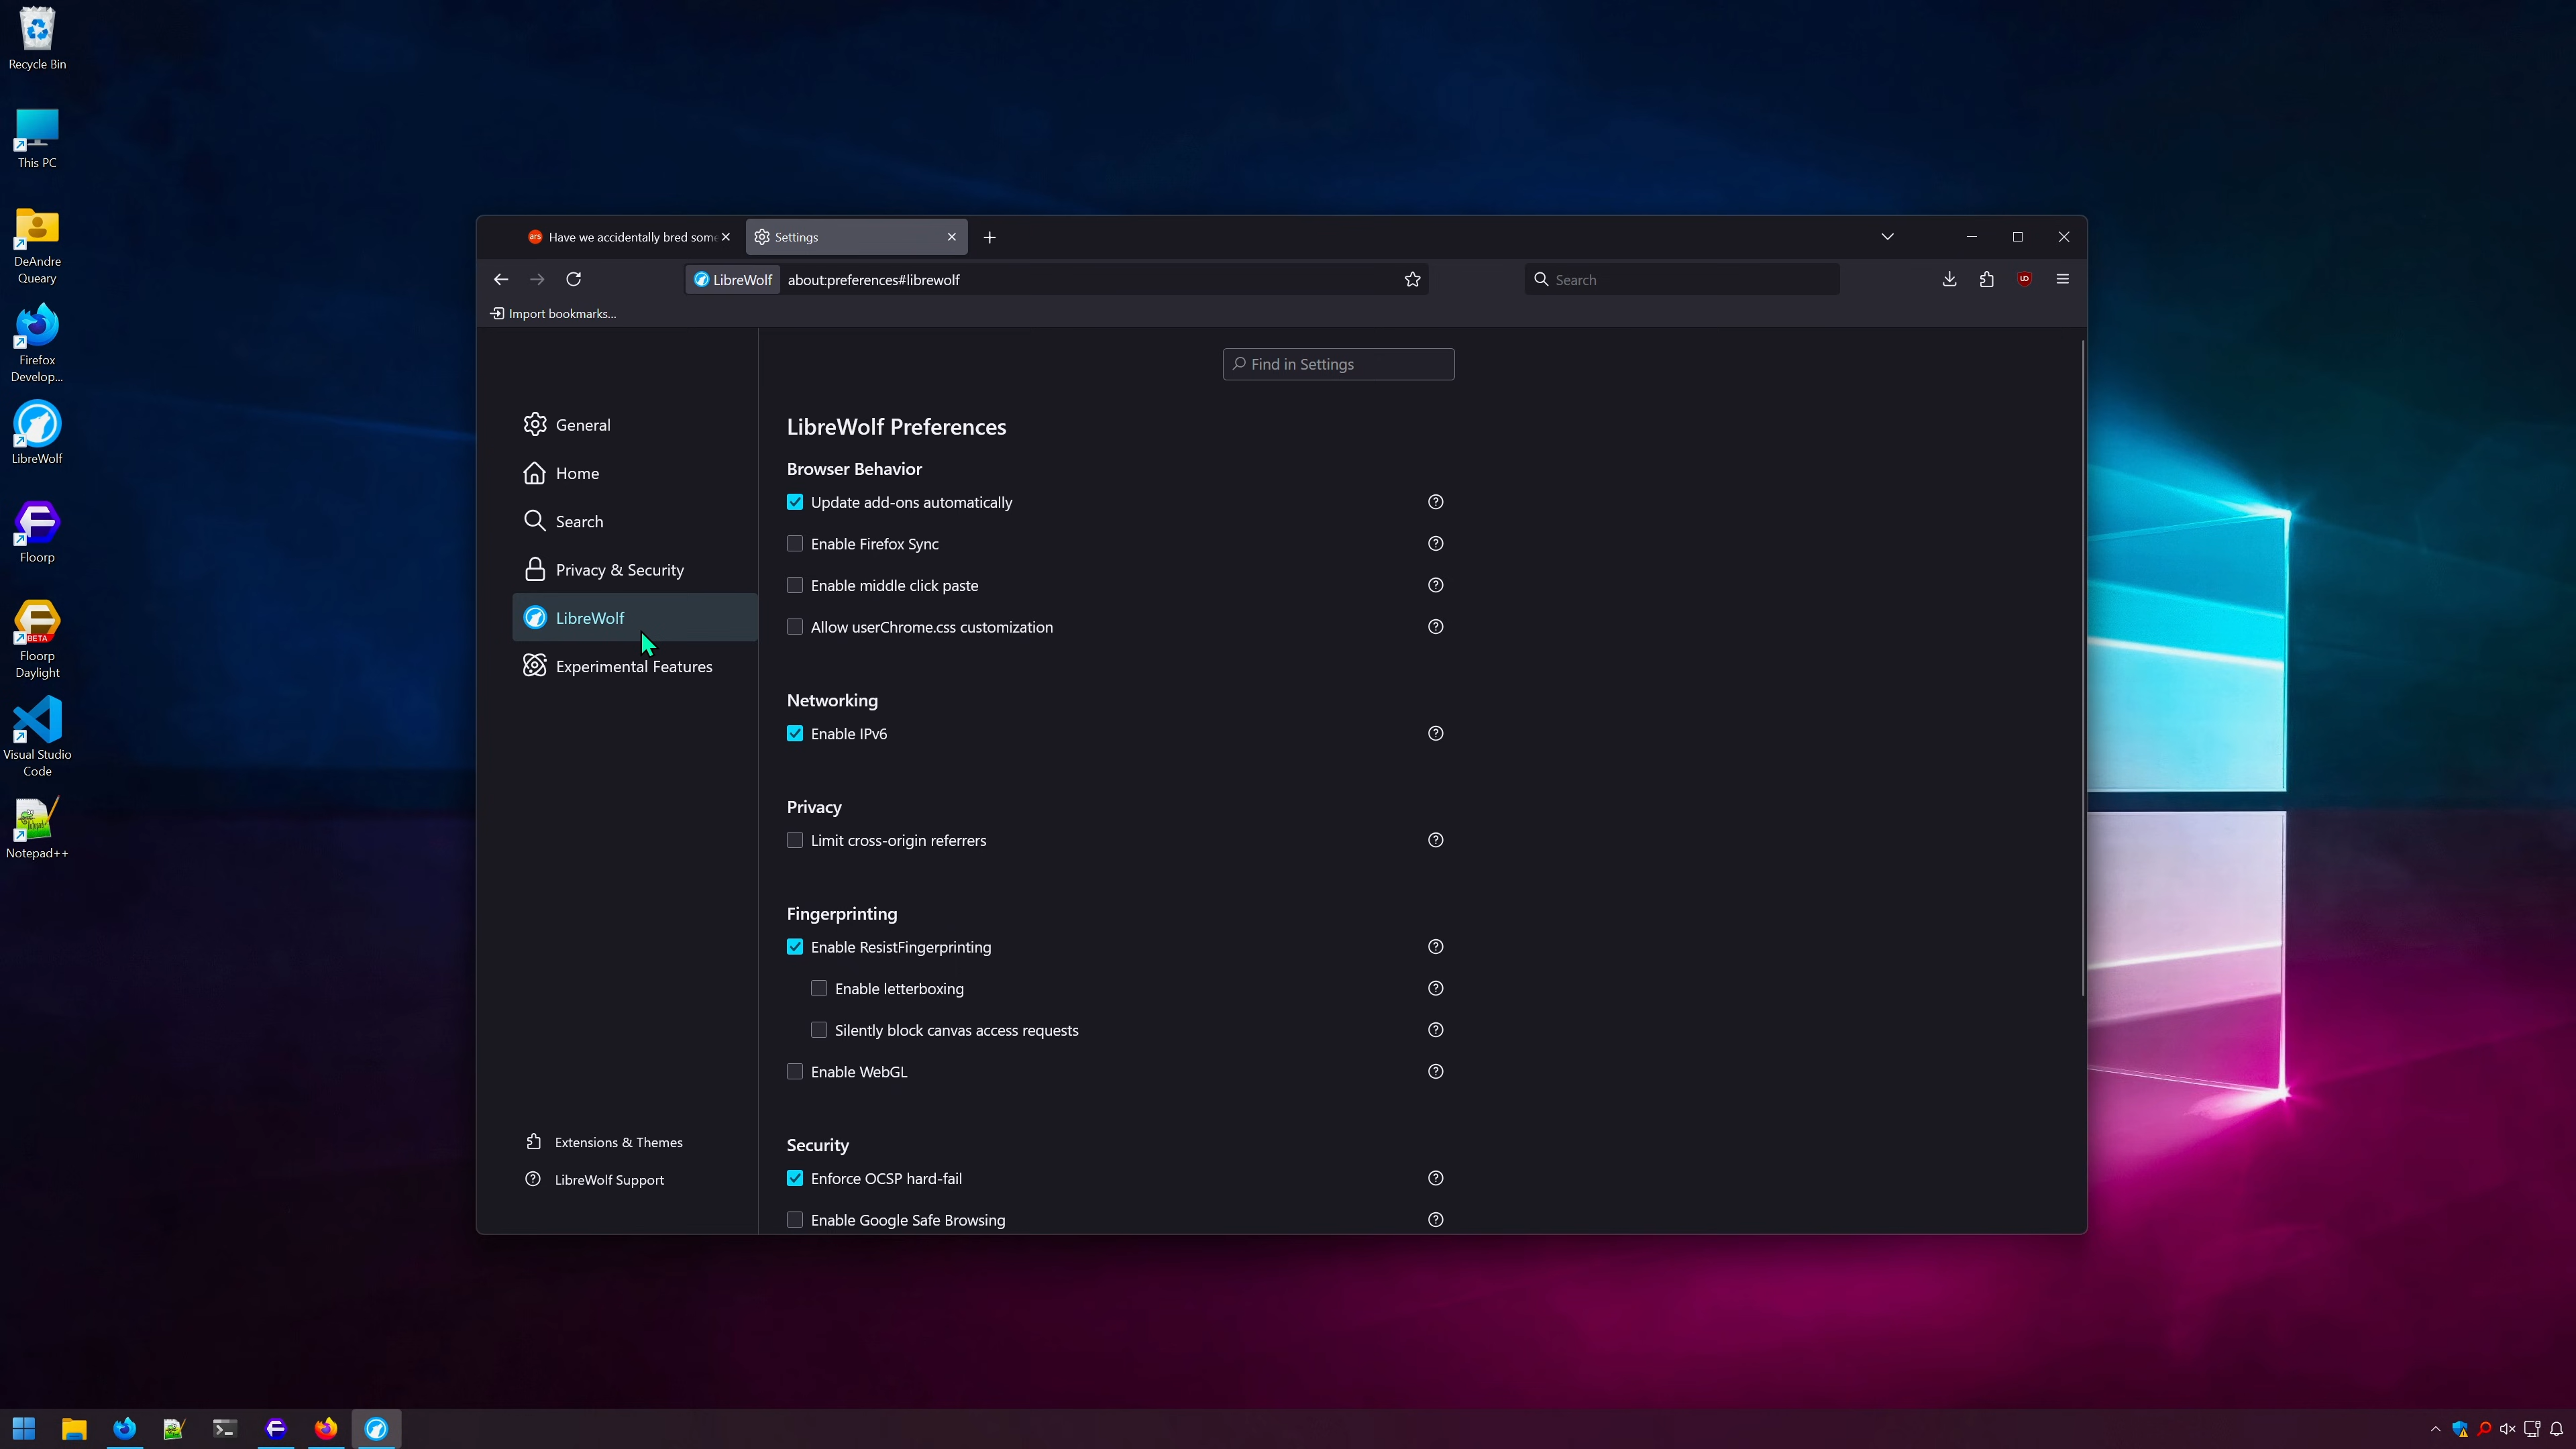 Recycle Bin
This PC
DeAndre
Queary
Firefox
Develop...
LibreWolf
Floorp
BETA
Floorp
Daylight
Visual Studio
Code
Notepad++
ars
Have we accidentally bred som
Settings
LibreWolf
about:preferences#librewolf
Search
Import bookmarks...
Find in Settings
General
Home
Search
Privacy & Security
LibreWolf
Experimental Features
Extensions & Themes
LibreWolf Support
LibreWolf Preferences
Browser Behavior
Update add-ons automatically
Enable Firefox Sync
Enable middle click paste
Allow userChrome.css customization
Networking
Enable IPv6
Privacy
Limit cross-origin referrers
Fingerprinting
Enable ResistFingerprinting
Enable letterboxing
Silently block canvas access requests
Enable WebGL
Security
Enforce OCSP hard-fail
Enable Google Safe Browsing